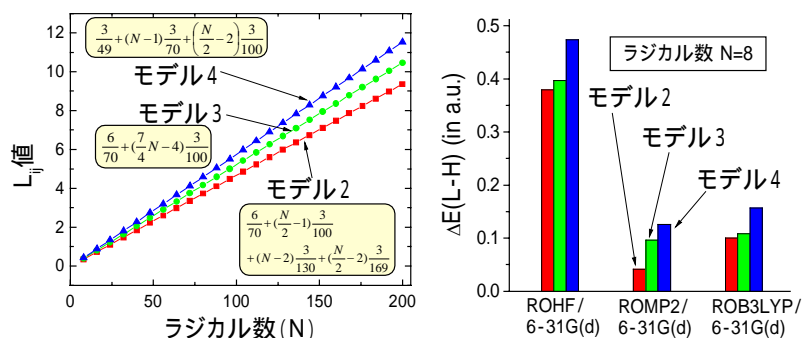 L_ij値
12
10
8
6
4
2
0
0
50
100
150
200
ラジカル数(N)
3/49+(N-1)3/70+(N/2-2)3/100
モデル4
モデル3
6/70+(7/4N-4)3/100
モデル2
6/70+(N/2-1)3/100
+(N-2)3/130+(N/2-2)3/169
ΔE(L-H) (in a.u.)
0.5
0.4
0.3
0.2
0.1
0.0
ラジカル数 N=8
モデル2
モデル3
モデル4
ROHF/
6-31G(d)
ROMP2/
6-31G(d)
ROB3LYP/
6-31G(d)